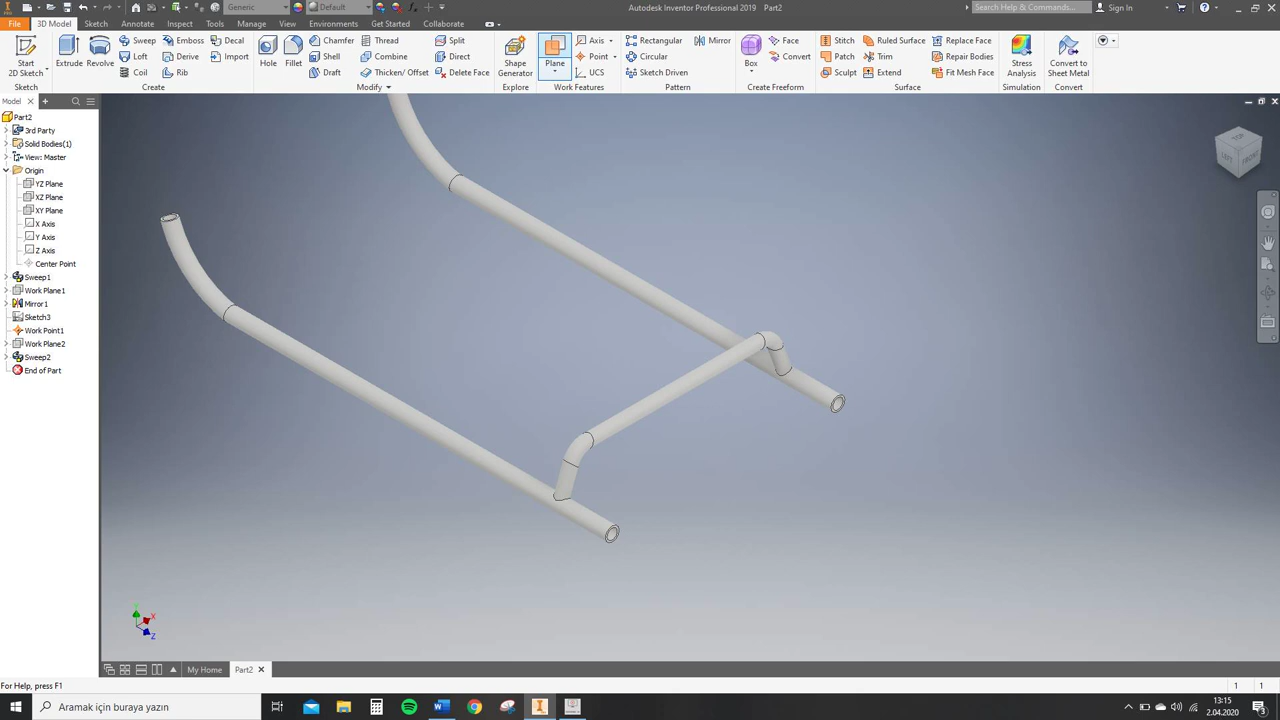 Generic
Default
Autodesk Inventor Professional 2019 Part2
Search Help & Commands...
Sign In
File
3D Model
Sketch
Annotate
Inspect
Tools
Manage
View
Environments
Get Started
Collaborate
Start
2D Sketch
Extrude
Revolve
Sweep
Emboss
Decal
Loft
Derive
Import
Coil
Rib
Hole
Fillet
Chamfer
Thread
Split
Shell
Combine
Direct
Draft
Thicken/ Offset
Delete Face
Shape
Generator
Plane
Axis
Point
UCS
Rectangular
Mirror
Circular
Sketch Driven
Box
Face
Convert
Stitch
Ruled Surface
Replace Face
Patch
Trim
Repair Bodies
Sculpt
Extend
Fit Mesh Face
Stress
Analysis
Convert to
Sheet Metal
Sketch
Create
Modify
Explore
Work Features
Pattern
Create Freeform
Surface
Simulation
Convert
Model
Part2
3rd Party
Solid Bodies(1)
View: Master
Origin
YZ Plane
XZ Plane
XY Plane
X Axis
Y Axis
Z Axis
Center Point
Sweep1
Work Plane1
Mirror1
Sketch3
Work Point1
Work Plane2
Sweep2
End of Part
TOP
LEFT
FRONT
Y
X
Z
My Home
Part2
For Help, press F1
1
1
Aramak için buraya yazın
13:15
2.04.2020